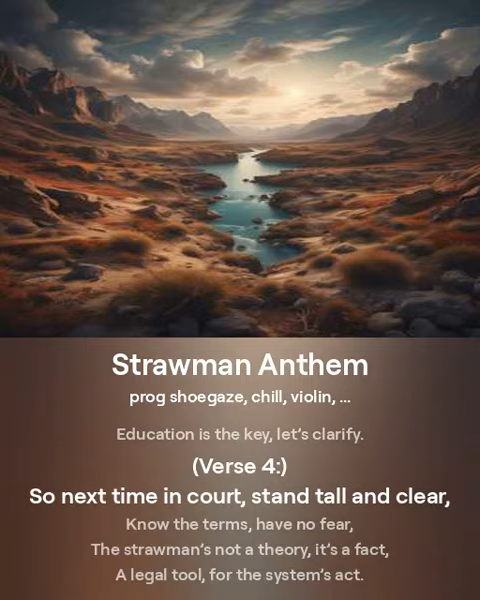 Strawman Anthem
prog shoegaze, chill, violin, ...
Education is the key, let’s clarify.
(Verse 4:)
So next time in court, stand tall and clear,
Know the terms, have no fear,
The strawman’s not a theory, it’s a fact,
A legal tool, for the system’s act.